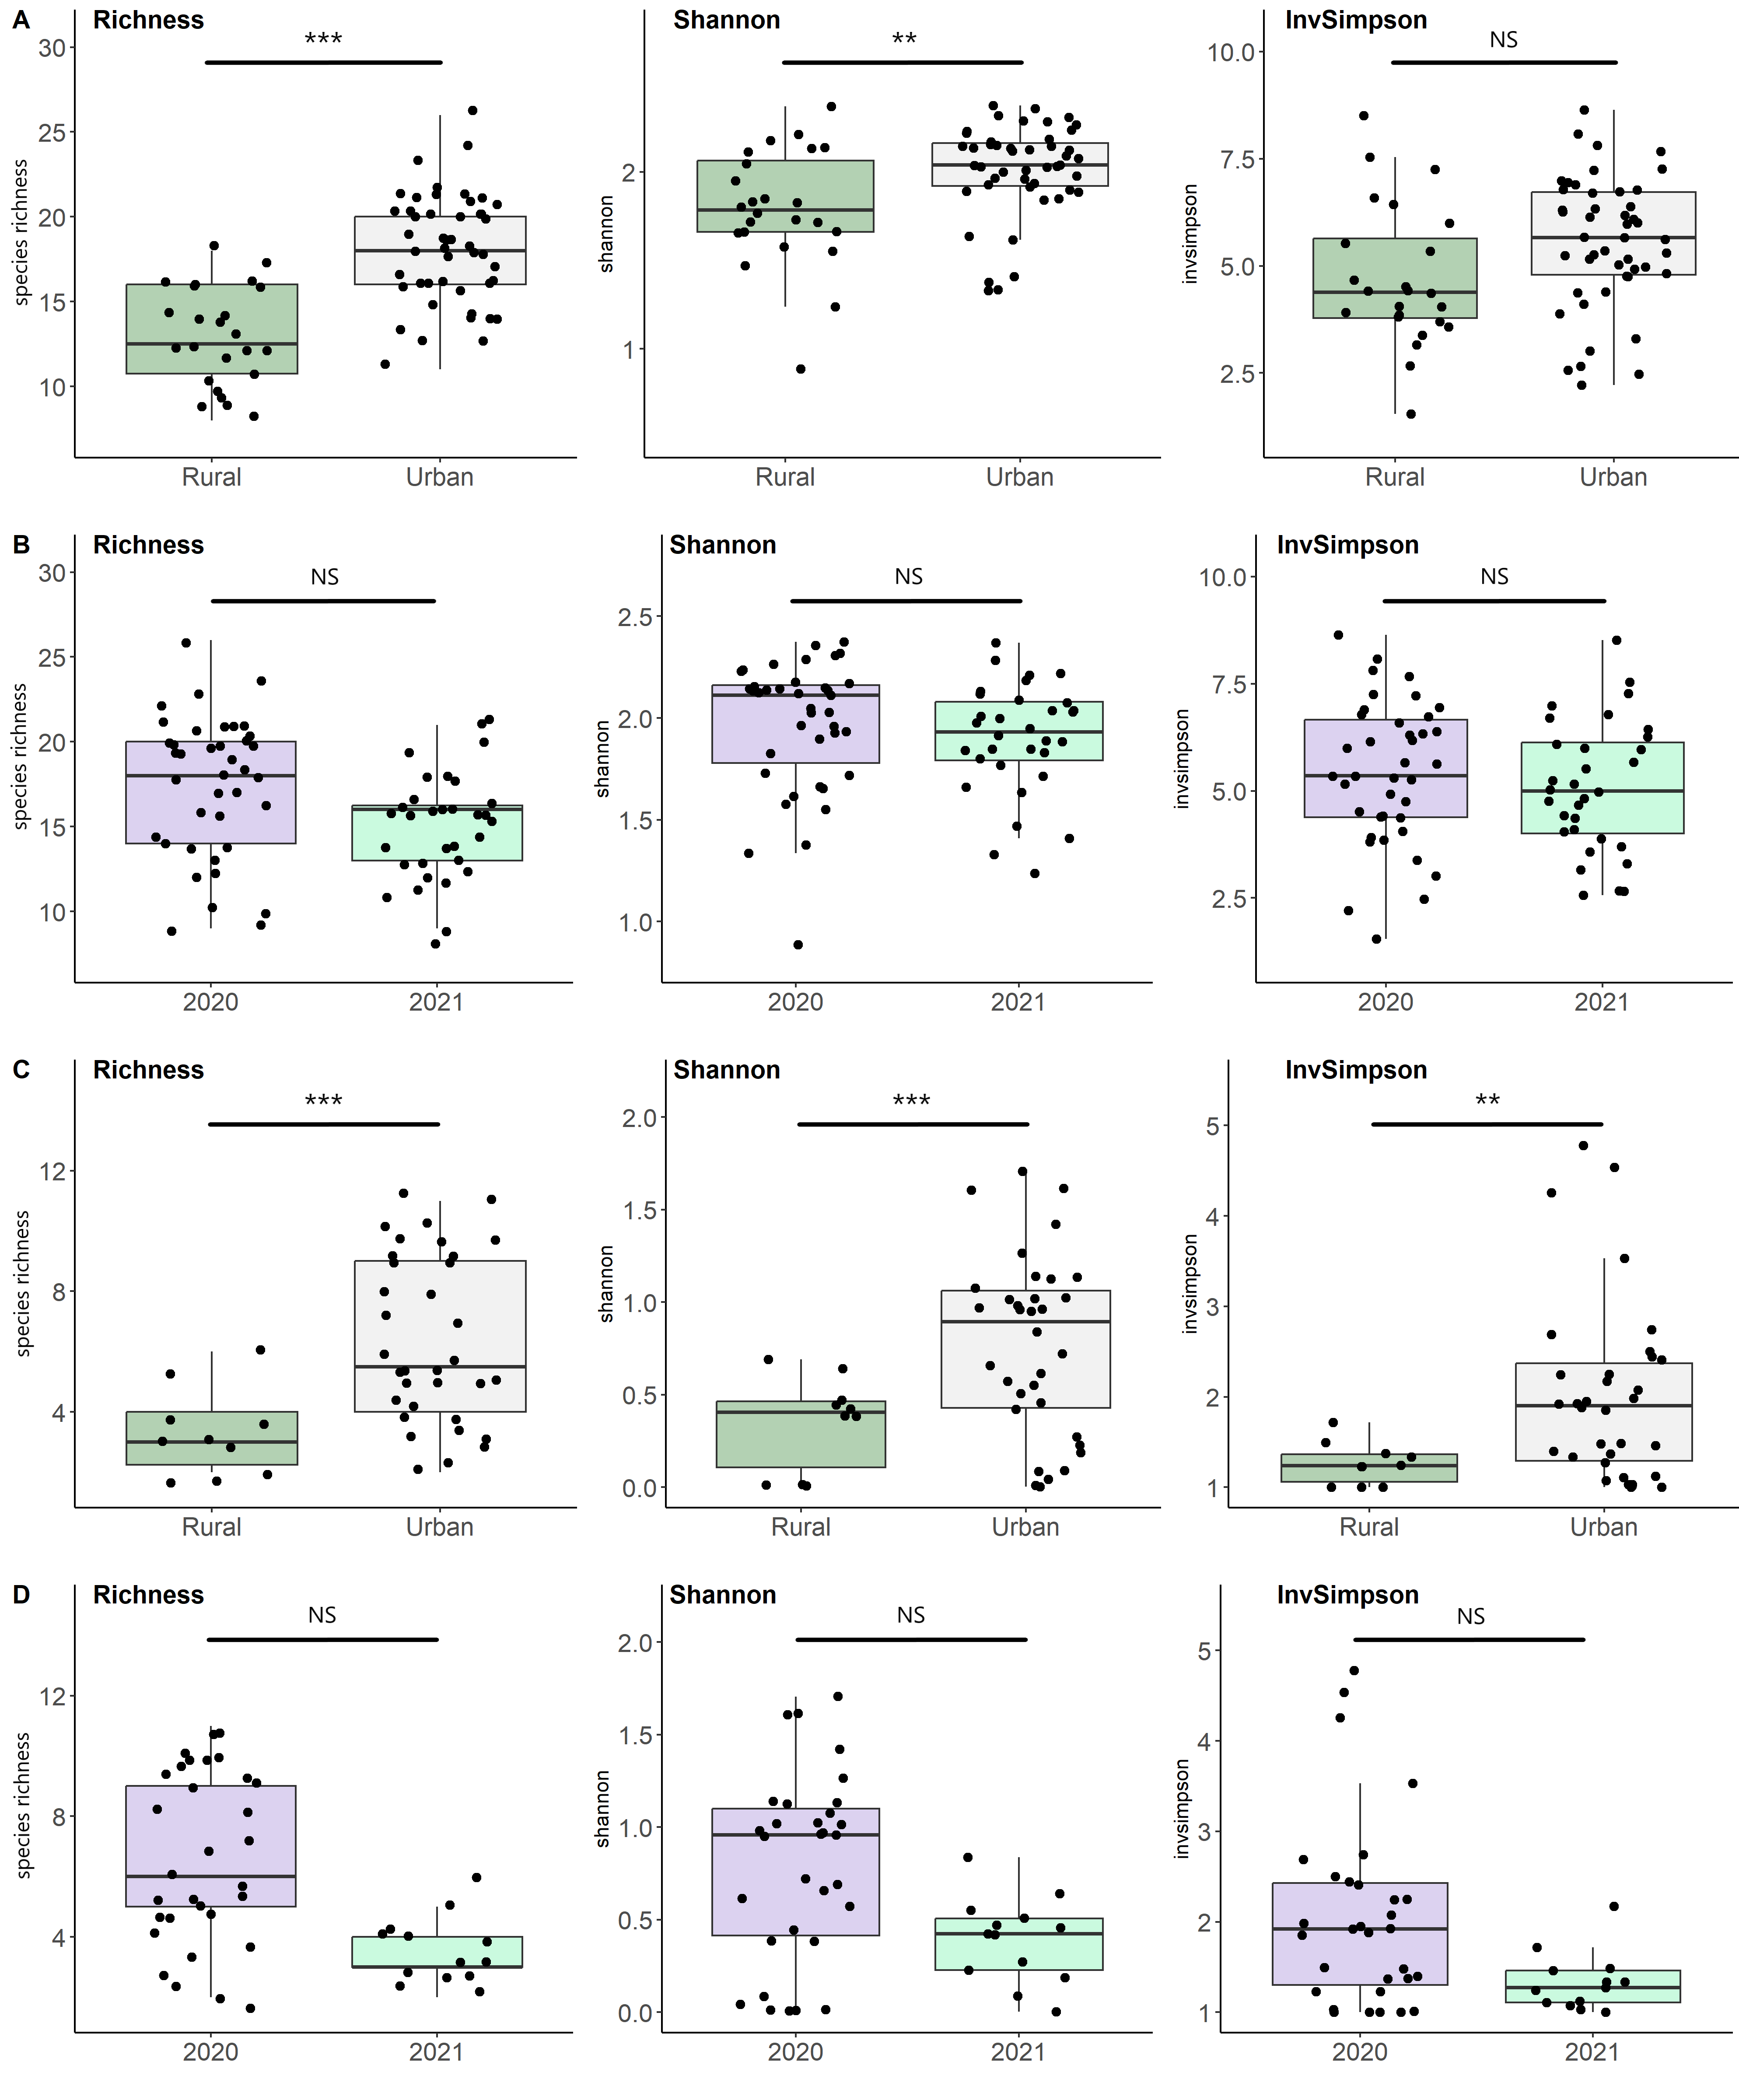 A Richness Shannon InvSimpson
*** ** NS
30 25 20 15 10
species richness
2 1
shannon
10.0 7.5 5.0 2.5
invsimpson
Rural Urban Rural Urban Rural Urban
B Richness Shannon InvSimpson
NS NS NS
30 25 20 15 10
species richness
2.5 2.0 1.5 1.0
shannon
10.0 7.5 5.0 2.5
invsimpson
2020 2021 2020 2021 2020 2021
C Richness Shannon InvSimpson
*** *** **
12 8 4
species richness
2.0 1.5 1.0 0.5 0.0
shannon
5 4 3 2 1
invsimpson
Rural Urban Rural Urban Rural Urban
D Richness Shannon InvSimpson
NS NS NS
12 8 4
species richness
2.0 1.5 1.0 0.5 0.0
shannon
5 4 3 2 1
invsimpson
2020 2021 2020 2021 2020 2021